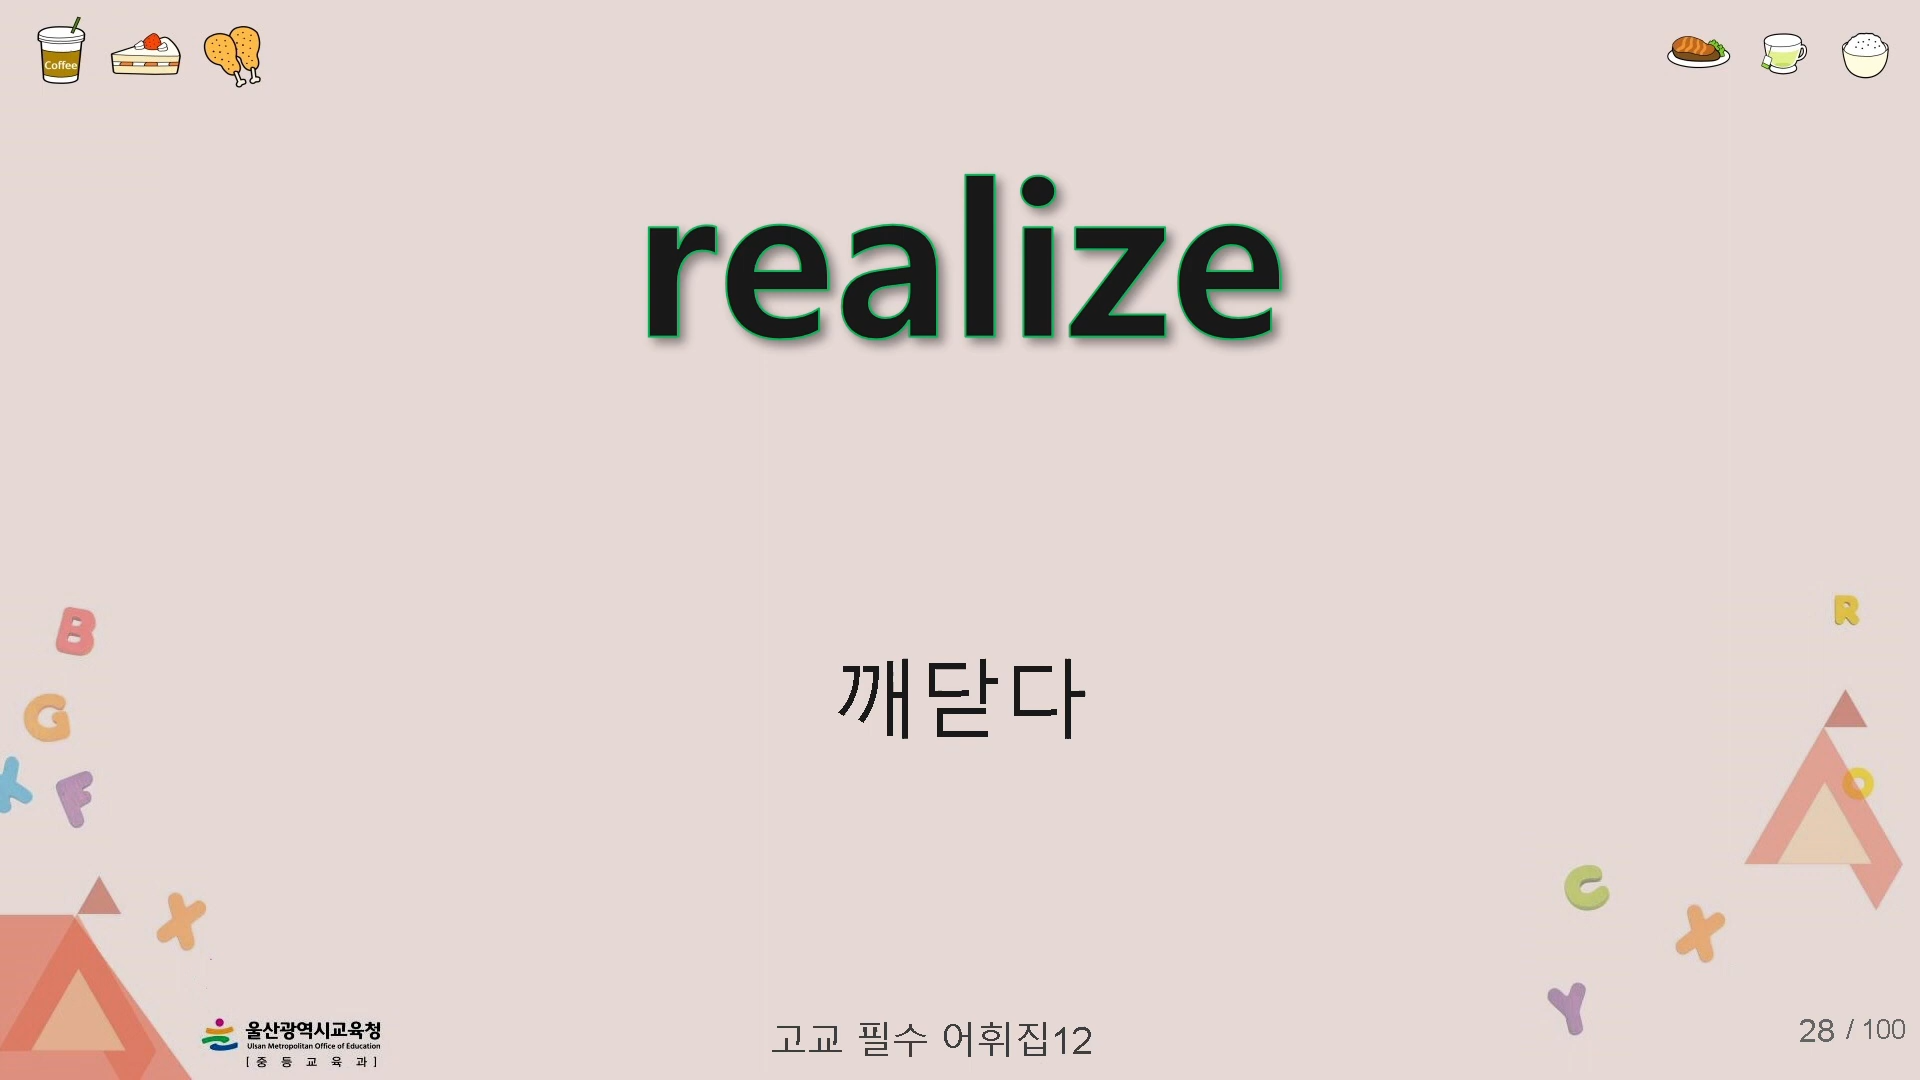 Coffee
realize
깨닫다
B
R
G
K
F
O
C
X
X
Y
울산광역시교육청
Ulsan Metropolitan Office of Education
[ 중 등 교 육 과 ]
고교 필수 어휘집12
28 / 100